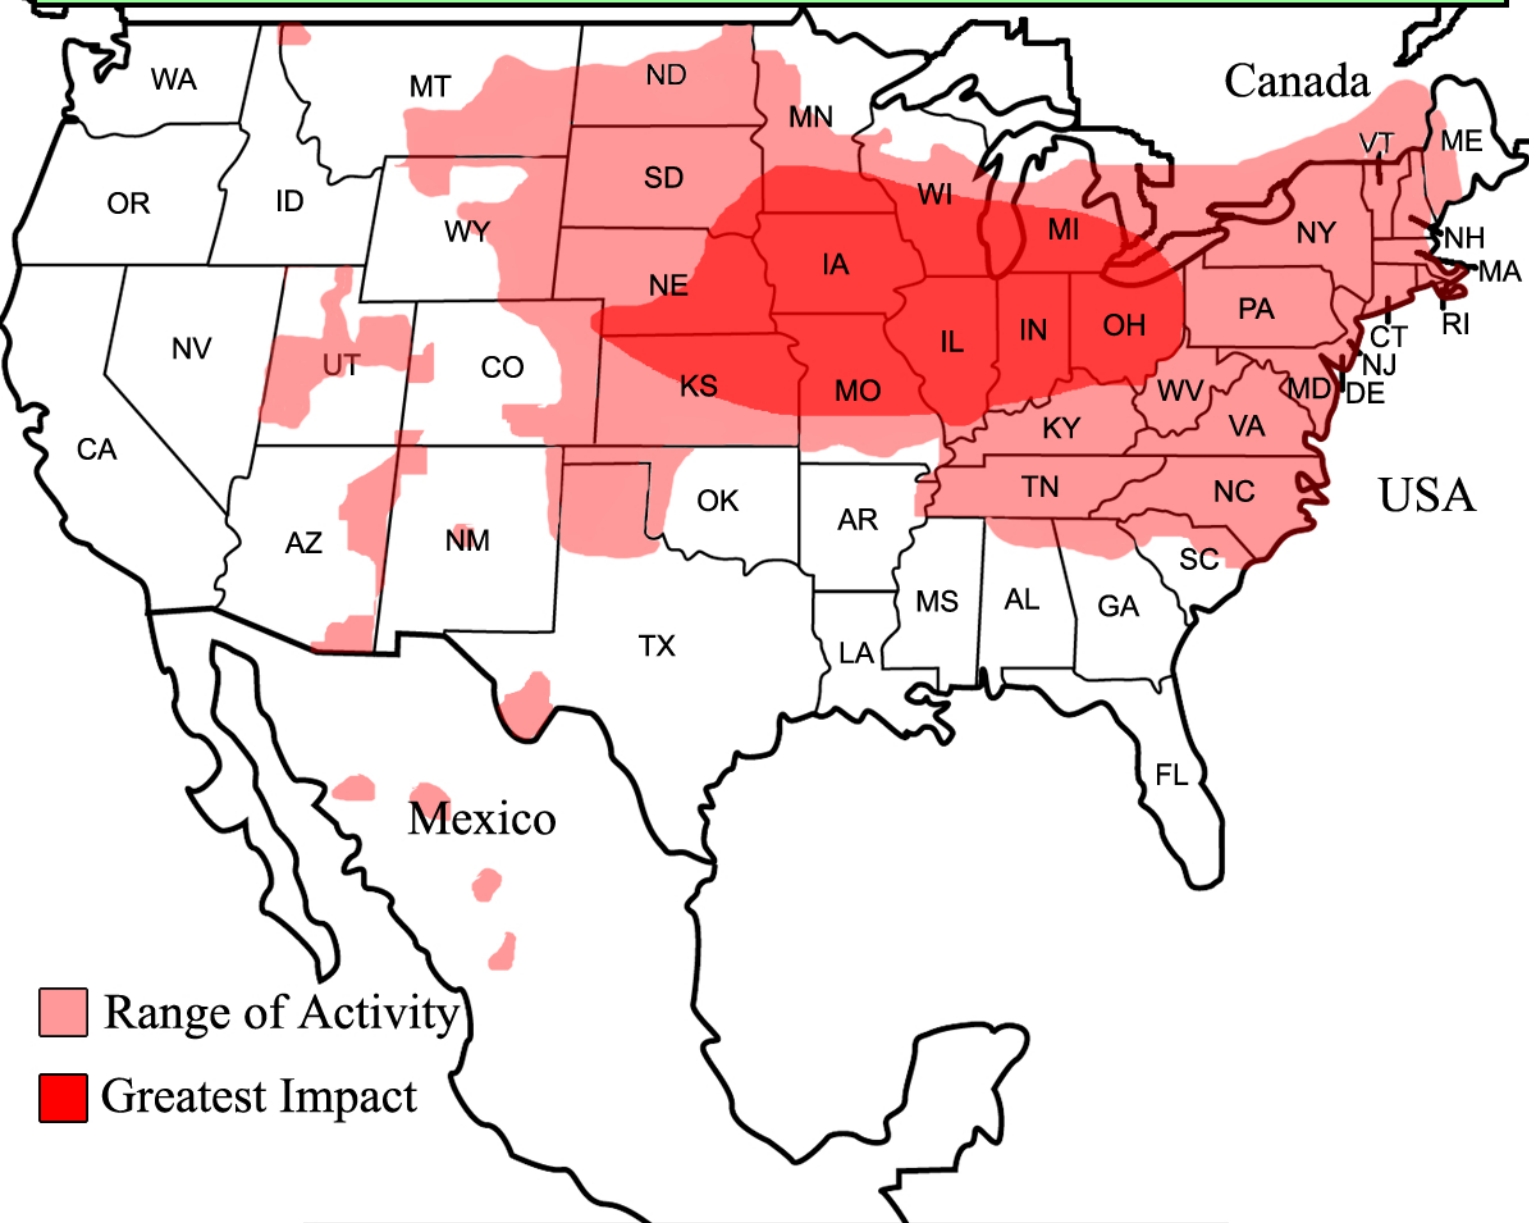 Canada
WA
MT
ND
MN
VT
ME
OR
ID
SD
WI
WY
MI
NY
NH
MA
IA
NE
PA
RI
NV
UT
CO
KS
MO
IL
IN
OH
CT
NJ
DE
MD
WV
VA
KY
CA
USA
AZ
NM
OK
AR
TN
NC
SC
MS
AL
GA
TX
LA
FL
Mexico
Range of Activity
Greatest Impact